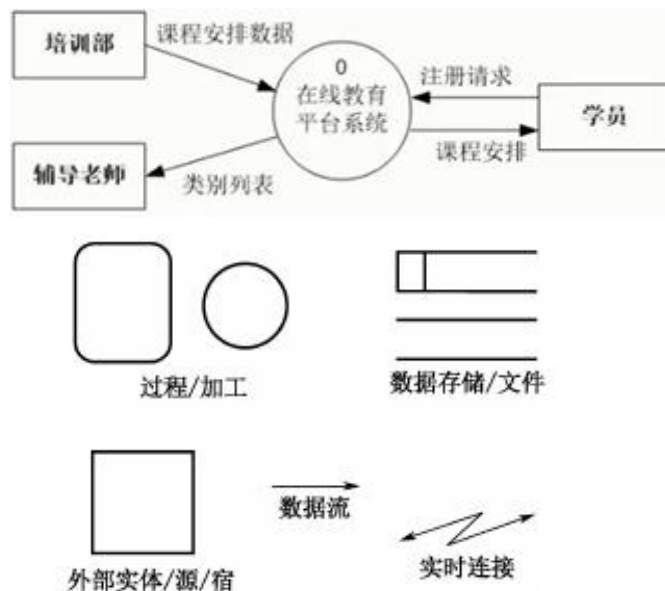 培训部
课程安排数据
0
在线教育
平台系统
注册请求
学员
课程安排
辅导老师
类别列表
过程/加工
数据存储/文件
数据流
外部实体/源/宿
实时连接